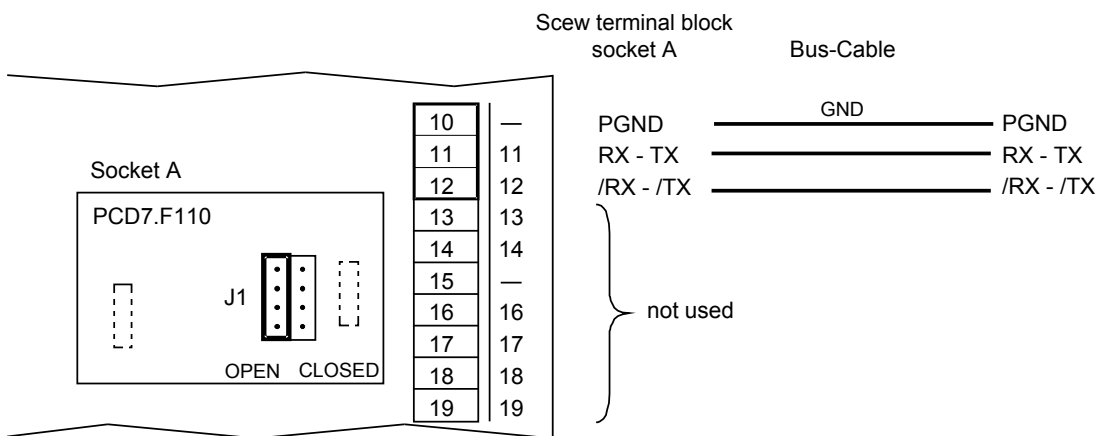 Scew terminal block
socket A Bus-Cable
10 — PGND GND PGND
11 11 RX - TX RX - TX
12 12 /RX - /TX /RX - /TX
Socket A
PCD7.F110
13 13
14 14
15 —
J1
16 16 not used
17 17
OPEN CLOSED
18 18
19 19